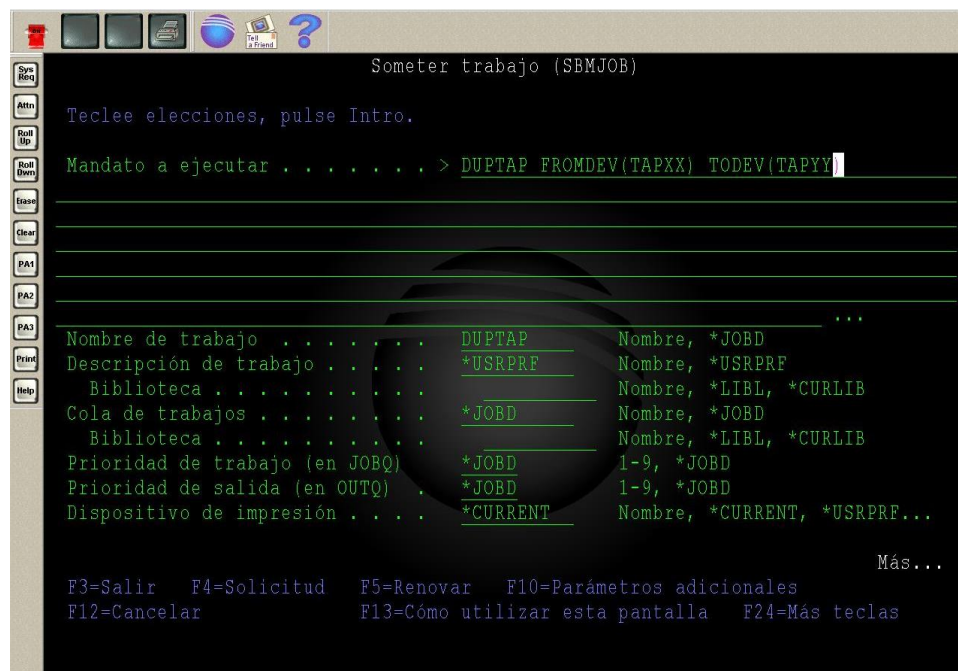 Tell
a Friend
Sys
Req
Attn
Roll
Up
Roll
Dwn
Erase
Clear
PA1
PA2
PA3
Print
Help
Someter trabajo (SBMJOB)
Teclee elecciones, pulse Intro.
Mandato a ejecutar . . . . . . . > DUPTAP FROMDEV(TAPXX) TODEV(TAPYY)
...
Nombre de trabajo . . . . . . . DUPTAP Nombre, *JOBD
Descripción de trabajo . . . . . *USRPRF Nombre, *USRPRF
Biblioteca . . . . . . . . . . Nombre, *LIBL, *CURLIB
Cola de trabajos . . . . . . . . *JOBD Nombre, *JOBD
Biblioteca . . . . . . . . . . Nombre, *LIBL, *CURLIB
Prioridad de trabajo (en JOBQ) *JOBD 1-9, *JOBD
Prioridad de salida (en OUTQ) . *JOBD 1-9, *JOBD
Dispositivo de impresión . . . . *CURRENT Nombre, *CURRENT, *USRPRF...
Más...
F3=Salir F4=Solicitud F5=Renovar F10=Parámetros adicionales
F12=Cancelar F13=Cómo utilizar esta pantalla F24=Más teclas